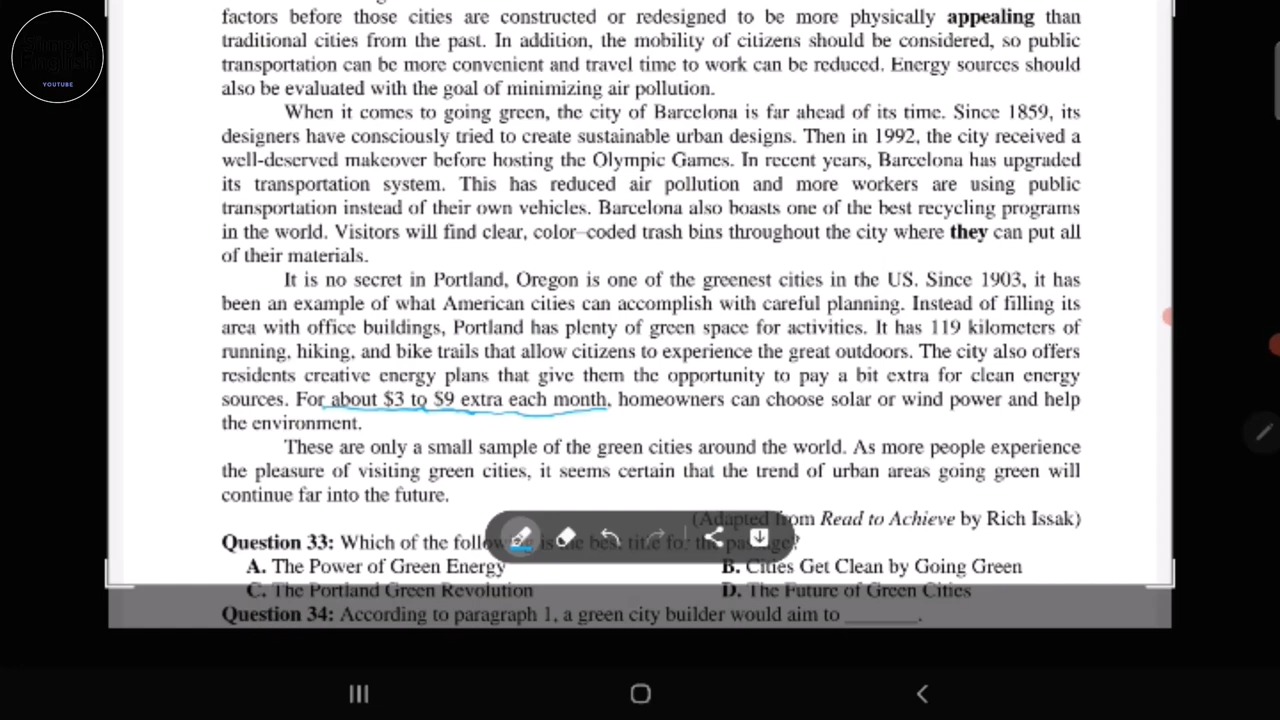 Simple
English
YOUTUBE
factors before those cities are constructed or redesigned to be more physically appealing than
traditional cities from the past. In addition, the mobility of citizens should be considered, so public
transportation can be more convenient and travel time to work can be reduced. Energy sources should
also be evaluated with the goal of minimizing air pollution.
When it comes to going green, the city of Barcelona is far ahead of its time. Since 1859, its
designers have consciously tried to create sustainable urban designs. Then in 1992, the city received a
well-deserved makeover before hosting the Olympic Games. In recent years, Barcelona has upgraded
its transportation system. This has reduced air pollution and more workers are using public
transportation instead of their own vehicles. Barcelona also boasts one of the best recycling programs
in the world. Visitors will find clear, color–coded trash bins throughout the city where they can put all
of their materials.
It is no secret in Portland, Oregon is one of the greenest cities in the US. Since 1903, it has
been an example of what American cities can accomplish with careful planning. Instead of filling its
area with office buildings, Portland has plenty of green space for activities. It has 119 kilometers of
running, hiking, and bike trails that allow citizens to experience the great outdoors. The city also offers
residents creative energy plans that give them the opportunity to pay a bit extra for clean energy
sources. For about $3 to $9 extra each month, homeowners can choose solar or wind power and help
the environment.
These are only a small sample of the green cities around the world. As more people experience
the pleasure of visiting green cities, it seems certain that the trend of urban areas going green will
continue far into the future.
(Adapted from Read to Achieve by Rich Issak)
Question 33: Which of the following is the best title for the passage?
A. The Power of Green Energy B. Cities Get Clean by Going Green
C. The Portland Green Revolution D. The Future of Green Cities
Question 34: According to paragraph 1, a green city builder would aim to _______.